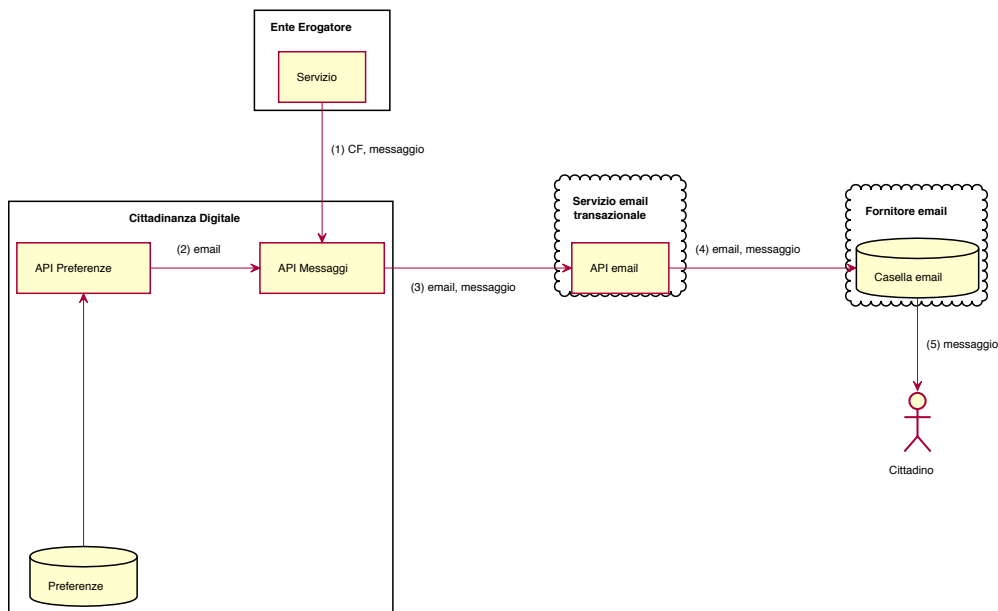 Ente Erogatore
Servizio
(1) CF, messaggio
Cittadinanza Digitale
API Preferenze
(2) email
API Messaggi
(3) email, messaggio
Servizio email
transazionale
API email
(4) email, messaggio
Fornitore email
Casella email
(5) messaggio
Cittadino
Preferenze